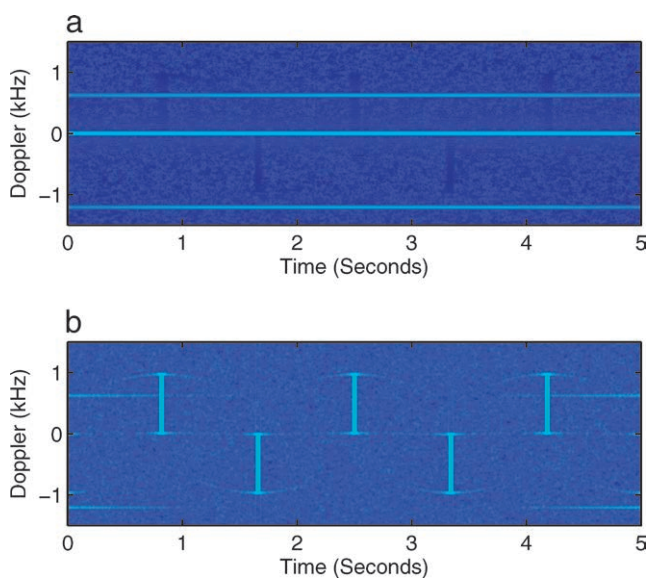 a
Doppler (kHz)
1
0
−1
0 1 2 3 4 5
Time (Seconds)
b
Doppler (kHz)
1
0
−1
0 1 2 3 4 5
Time (Seconds)